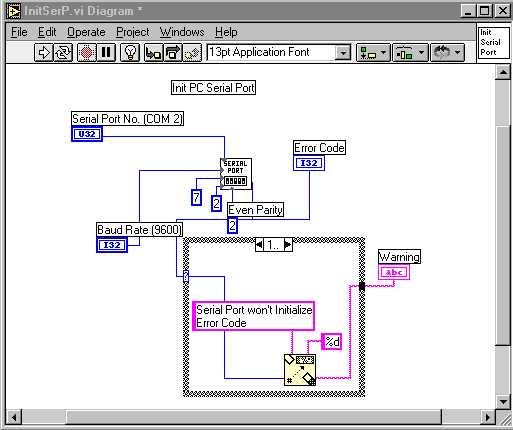 InitSerP.vi Diagram *
File Edit Operate Project Windows Help
13pt Application Font
Init
Serial
Port
Init PC Serial Port
Serial Port No. (COM 2)
U32
Error Code
I32
SERIAL
PORT
7
2
Even Parity
2
Baud Rate (9600)
I32
1..
Warning
abc
?
Serial Port won't Initialize
Error Code
%d